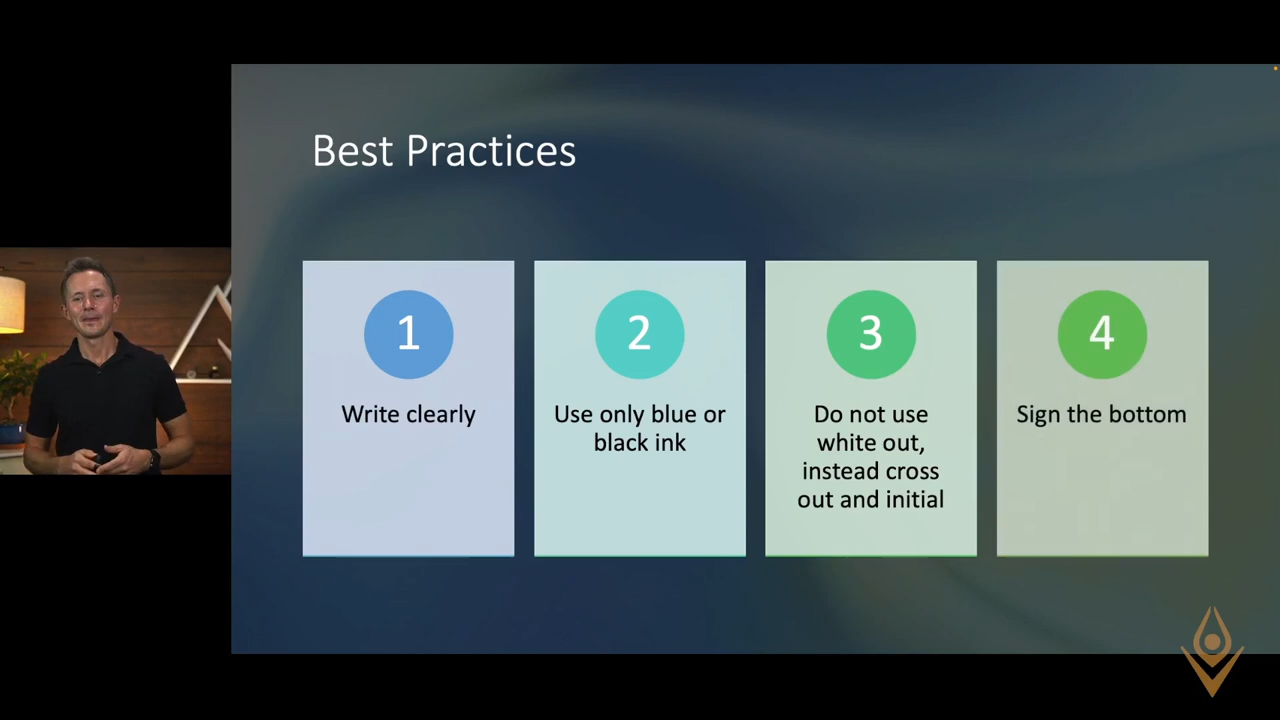 Best Practices
1
Write clearly
2
Use only blue or
black ink
3
Do not use
white out,
instead cross
out and initial
4
Sign the bottom